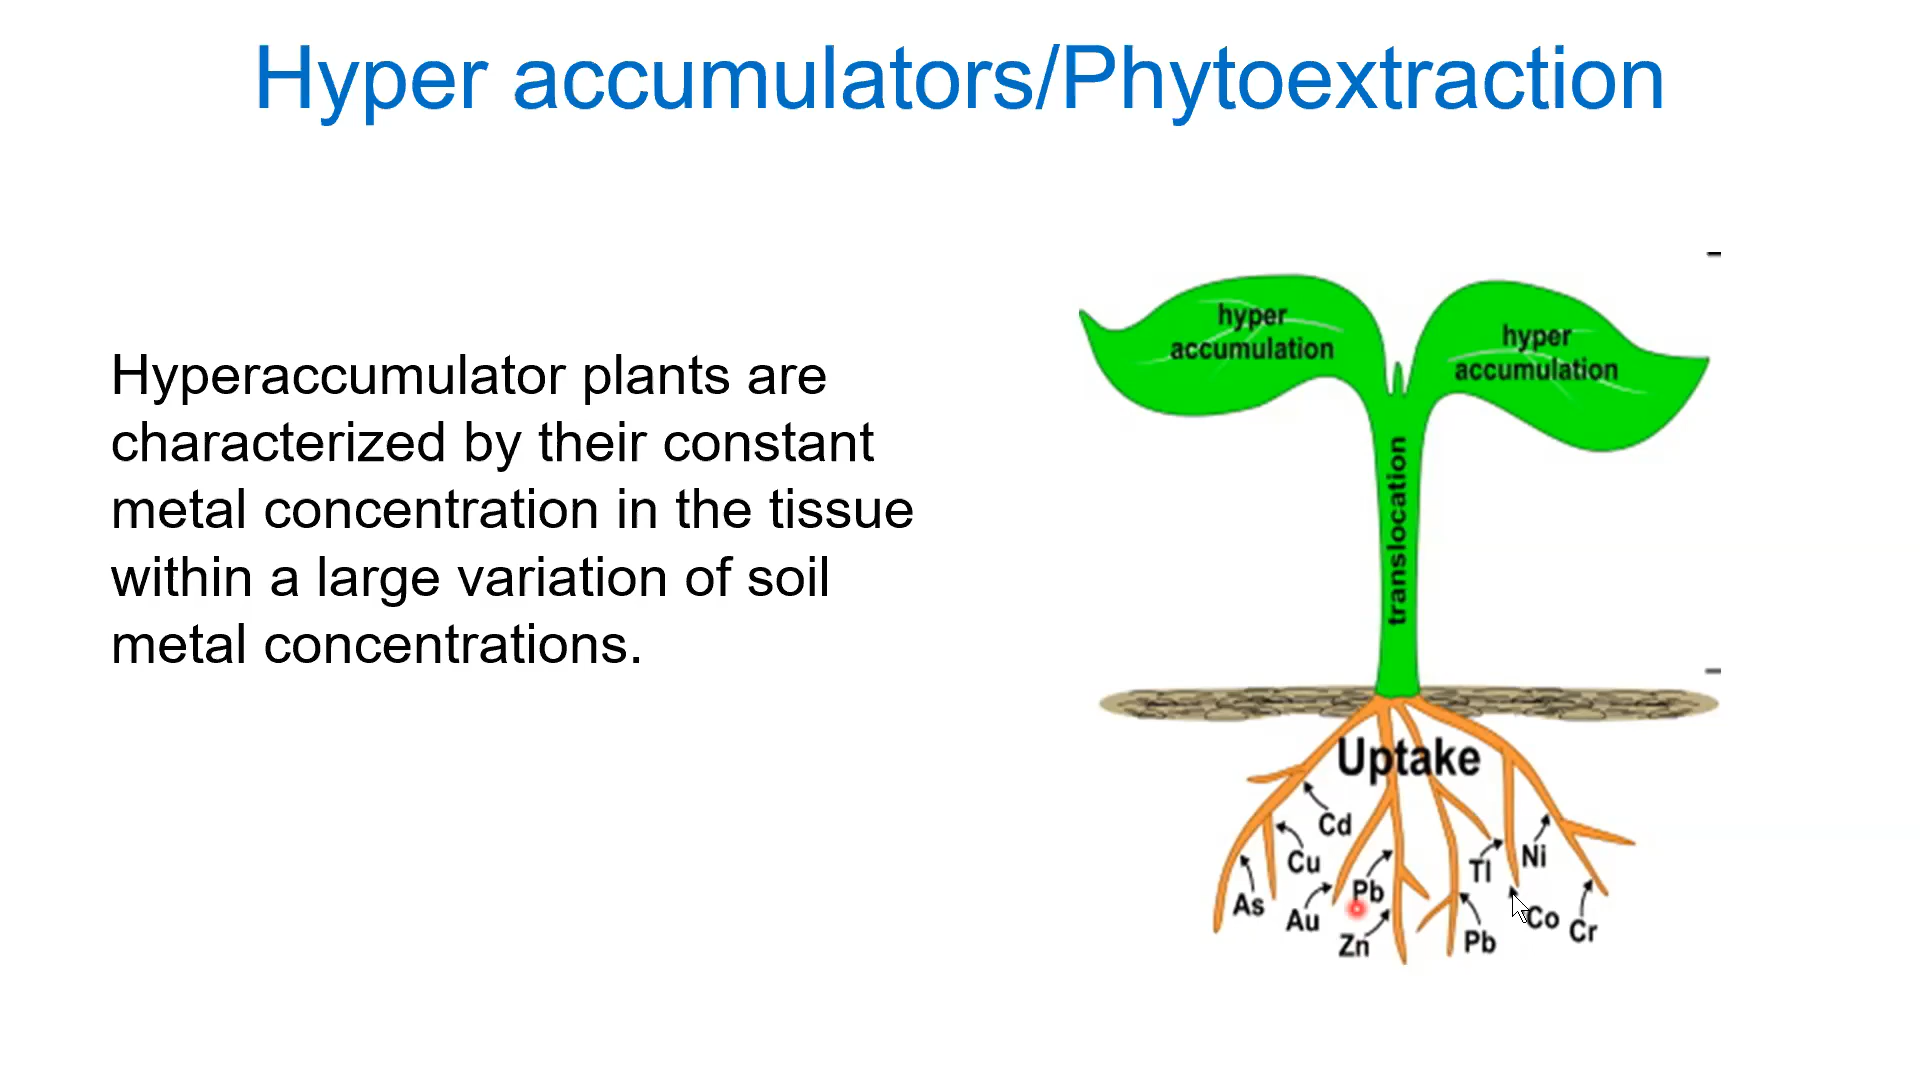 Hyper accumulators/Phytoextraction
Hyperaccumulator plants are
characterized by their constant
metal concentration in the tissue
within a large variation of soil
metal concentrations.
hyper
accumulation
hyper
accumulation
translocation
Uptake
Cd
Cu
As
Au
Pb
Zn
Pb
Tl
Ni
Co
Cr